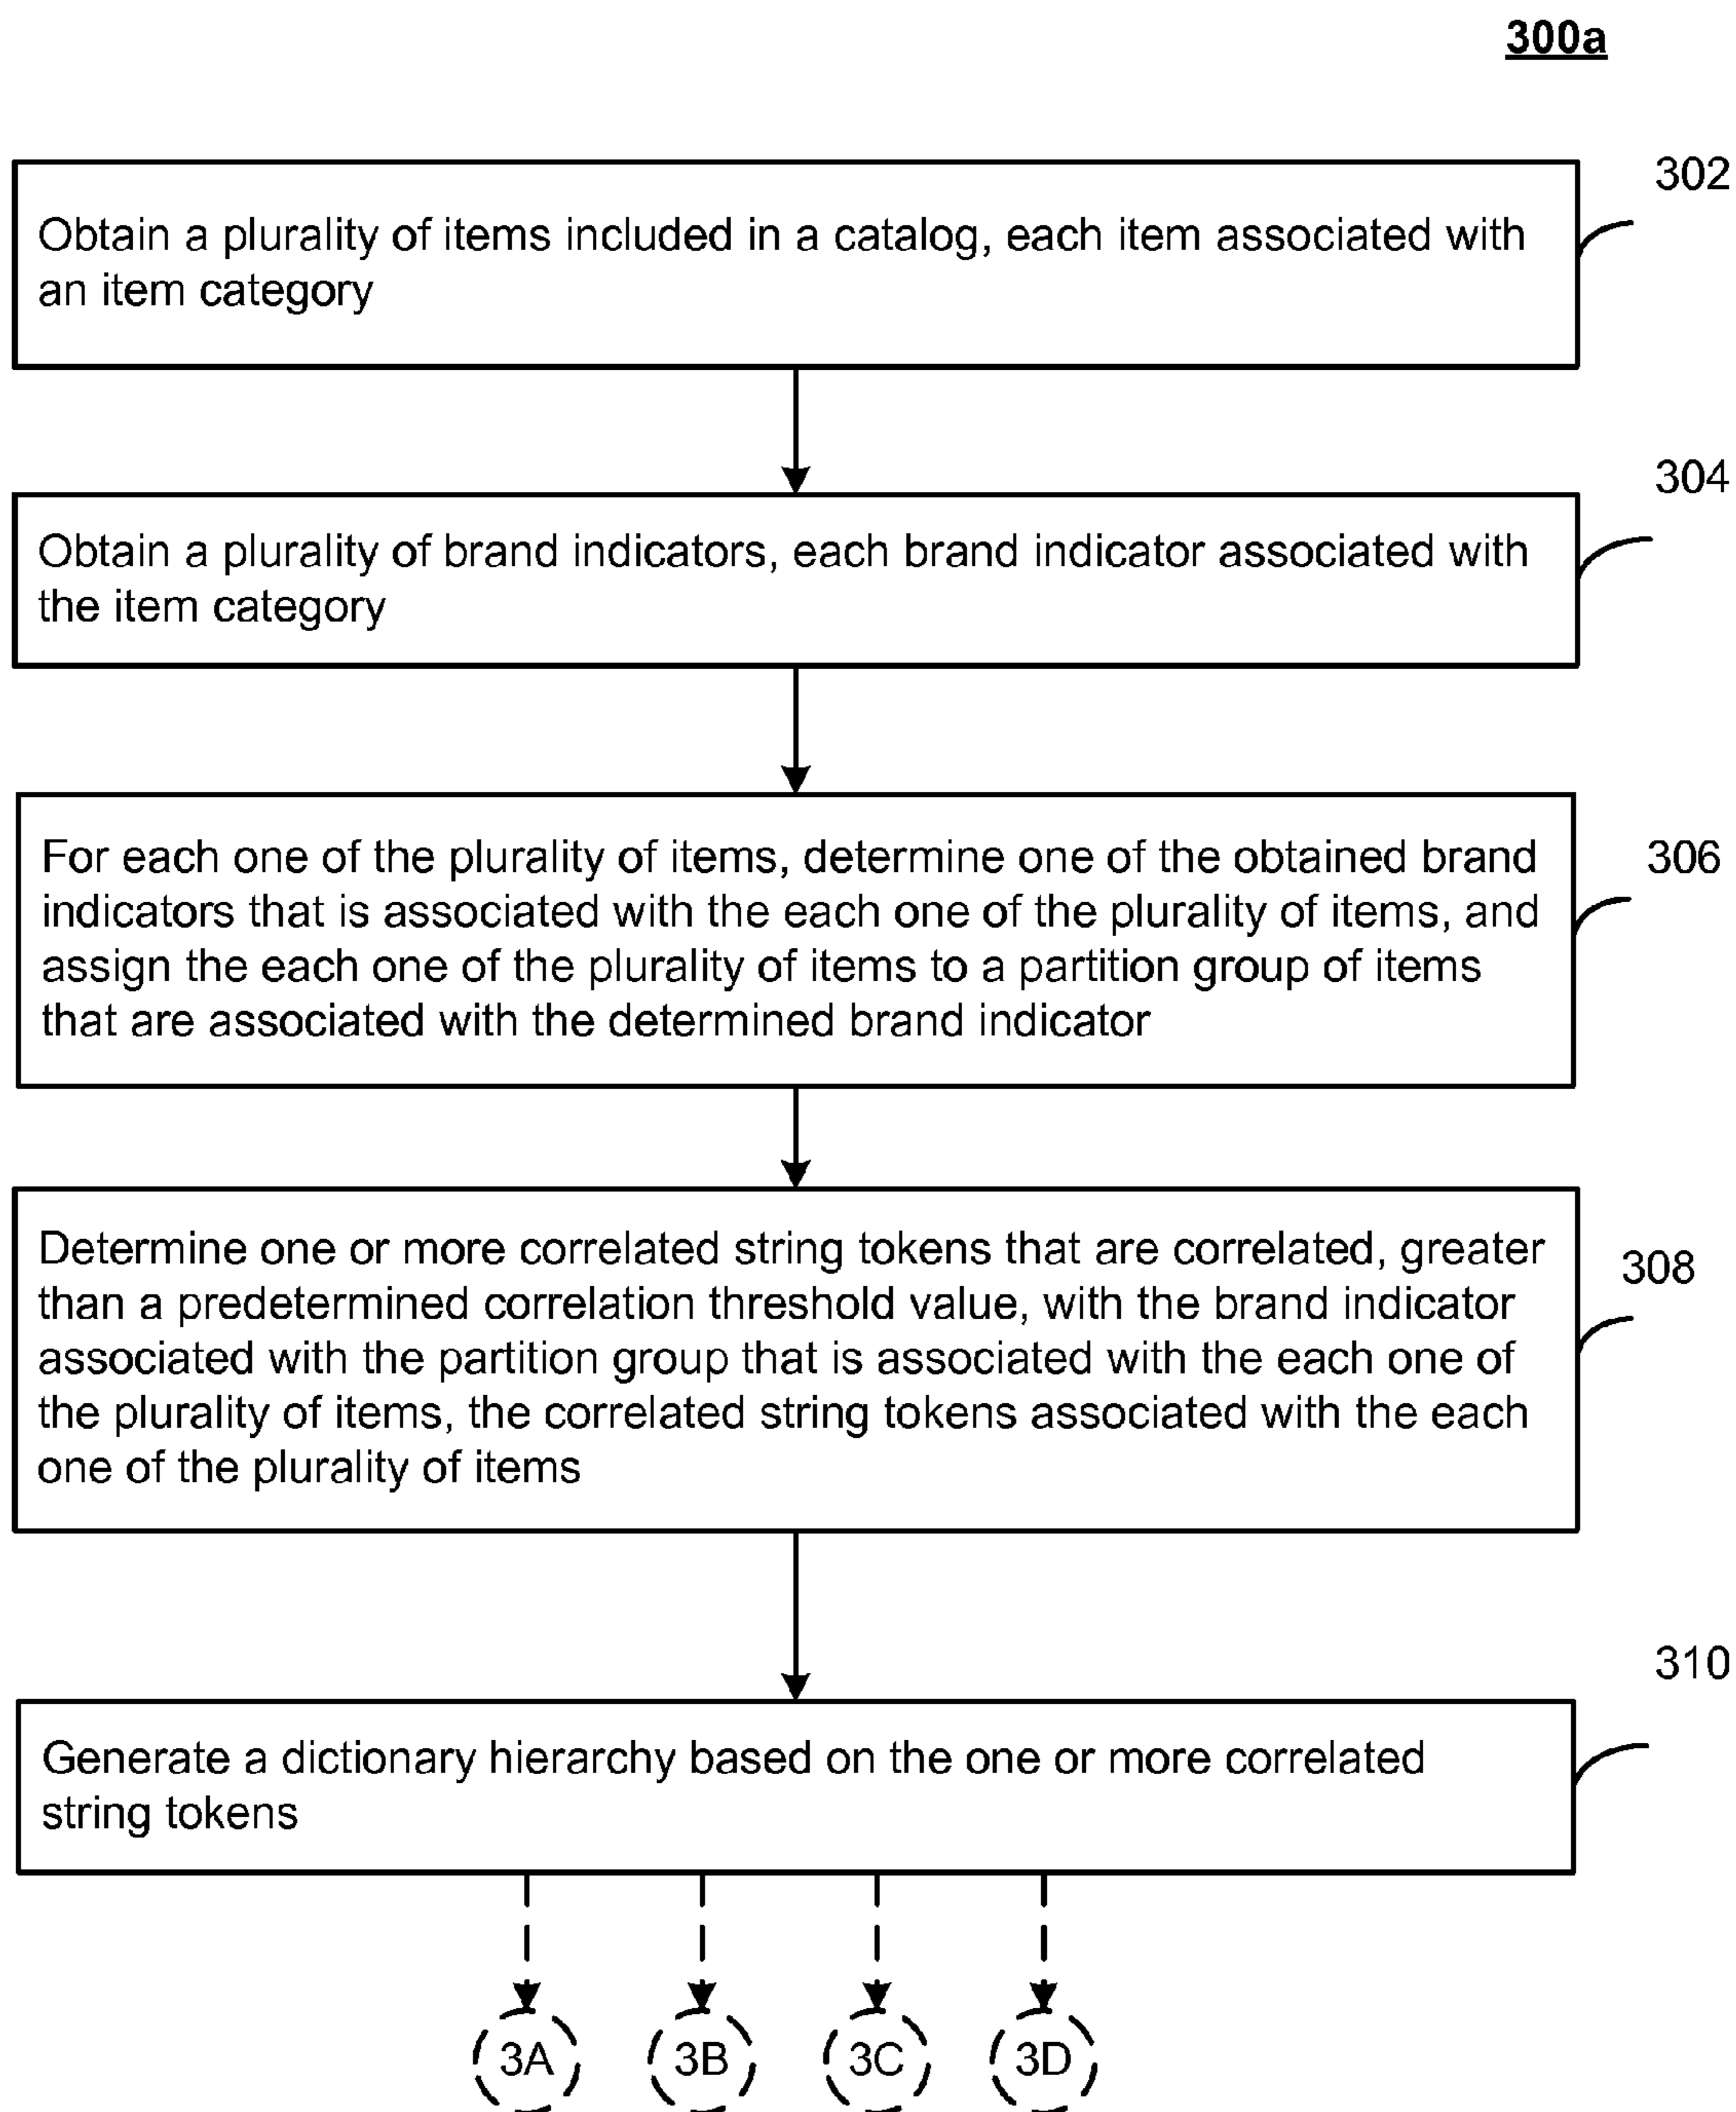 300a
302
Obtain a plurality of items included in a catalog, each item associated with
an item category
304
Obtain a plurality of brand indicators, each brand indicator associated with
the item category
306
For each one of the plurality of items, determine one of the obtained brand
indicators that is associated with the each one of the plurality of items, and
assign the each one of the plurality of items to a partition group of items
that are associated with the determined brand indicator
308
Determine one or more correlated string tokens that are correlated, greater
than a predetermined correlation threshold value, with the brand indicator
associated with the partition group that is associated with the each one of
the plurality of items, the correlated string tokens associated with the each
one of the plurality of items
310
Generate a dictionary hierarchy based on the one or more correlated
string tokens
3A 3B 3C 3D